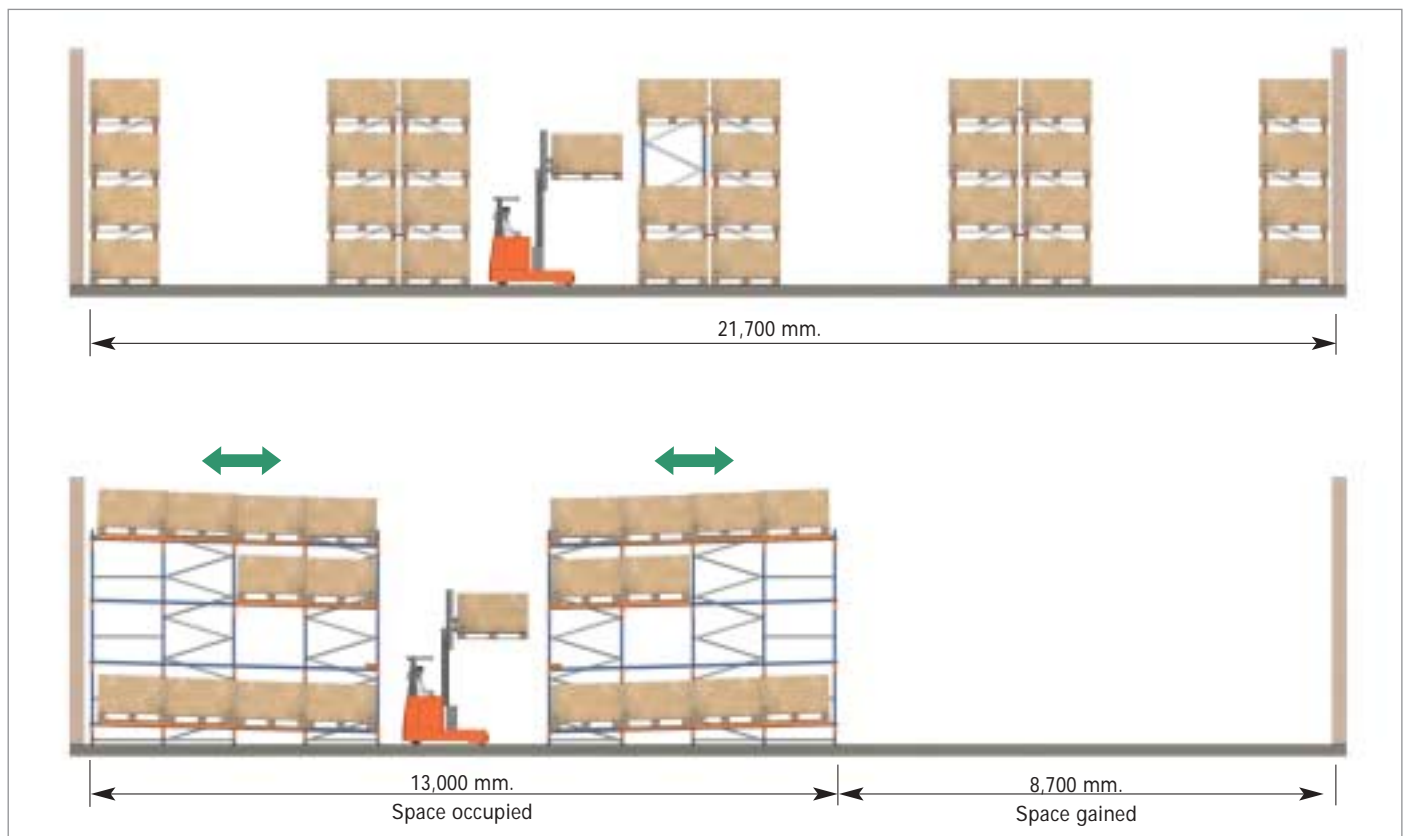 21,700 mm.
13,000 mm.
Space occupied
8,700 mm.
Space gained